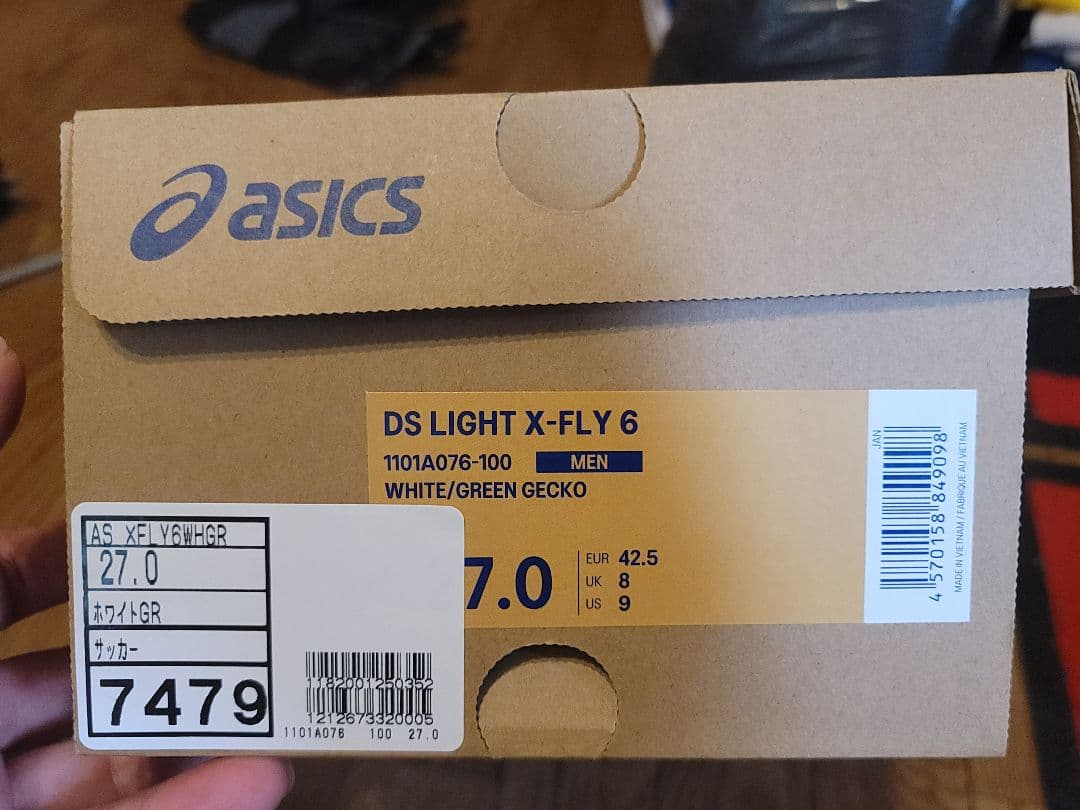 asics
DS LIGHT X-FLY 6
1101A076-100 MEN
WHITE/GREEN GECKO
7.0
EUR 42.5
UK 8
US 9
JAN
4 570158 849098
MADE IN VIETNAM / FABRIQUE AU VIETNAM
AS XFLY6WHGR
27.0
ホワイトGR
サッカー
7479
1182001250352
1212673320005
1101A076 100 27.0